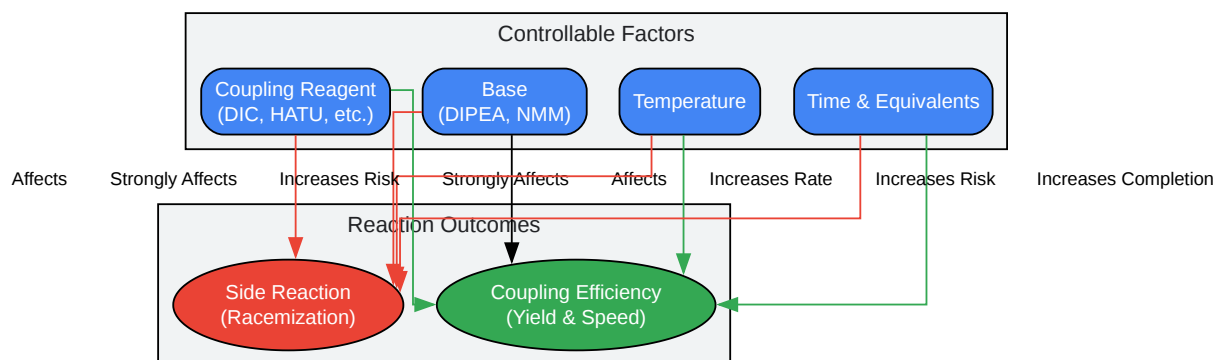 Controllable Factors
Coupling Reagent
(DIC, HATU, etc.)
Base
(DIPEA, NMM)
Temperature
Time & Equivalents
Affects
Strongly Affects
Increases Risk
Strongly Affects
Affects
Increases Rate
Increases Risk
Increases Completion
Reaction Outcomes
Side Reaction
(Racemization)
Coupling Efficiency
(Yield & Speed)